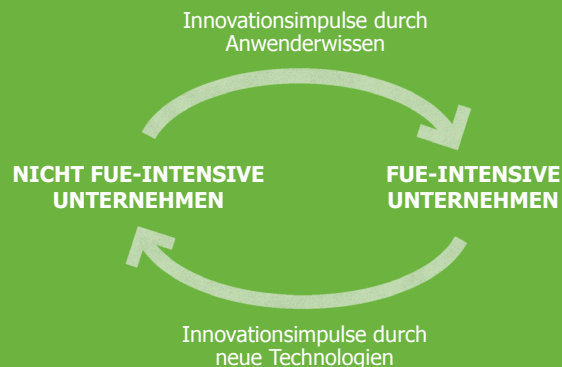 Innovationsimpulse durch
Anwenderwissen
NICHT FUE-INTENSIVE
UNTERNEHMEN
FUE-INTENSIVE
UNTERNEHMEN
Innovationsimpulse durch
neue Technologien